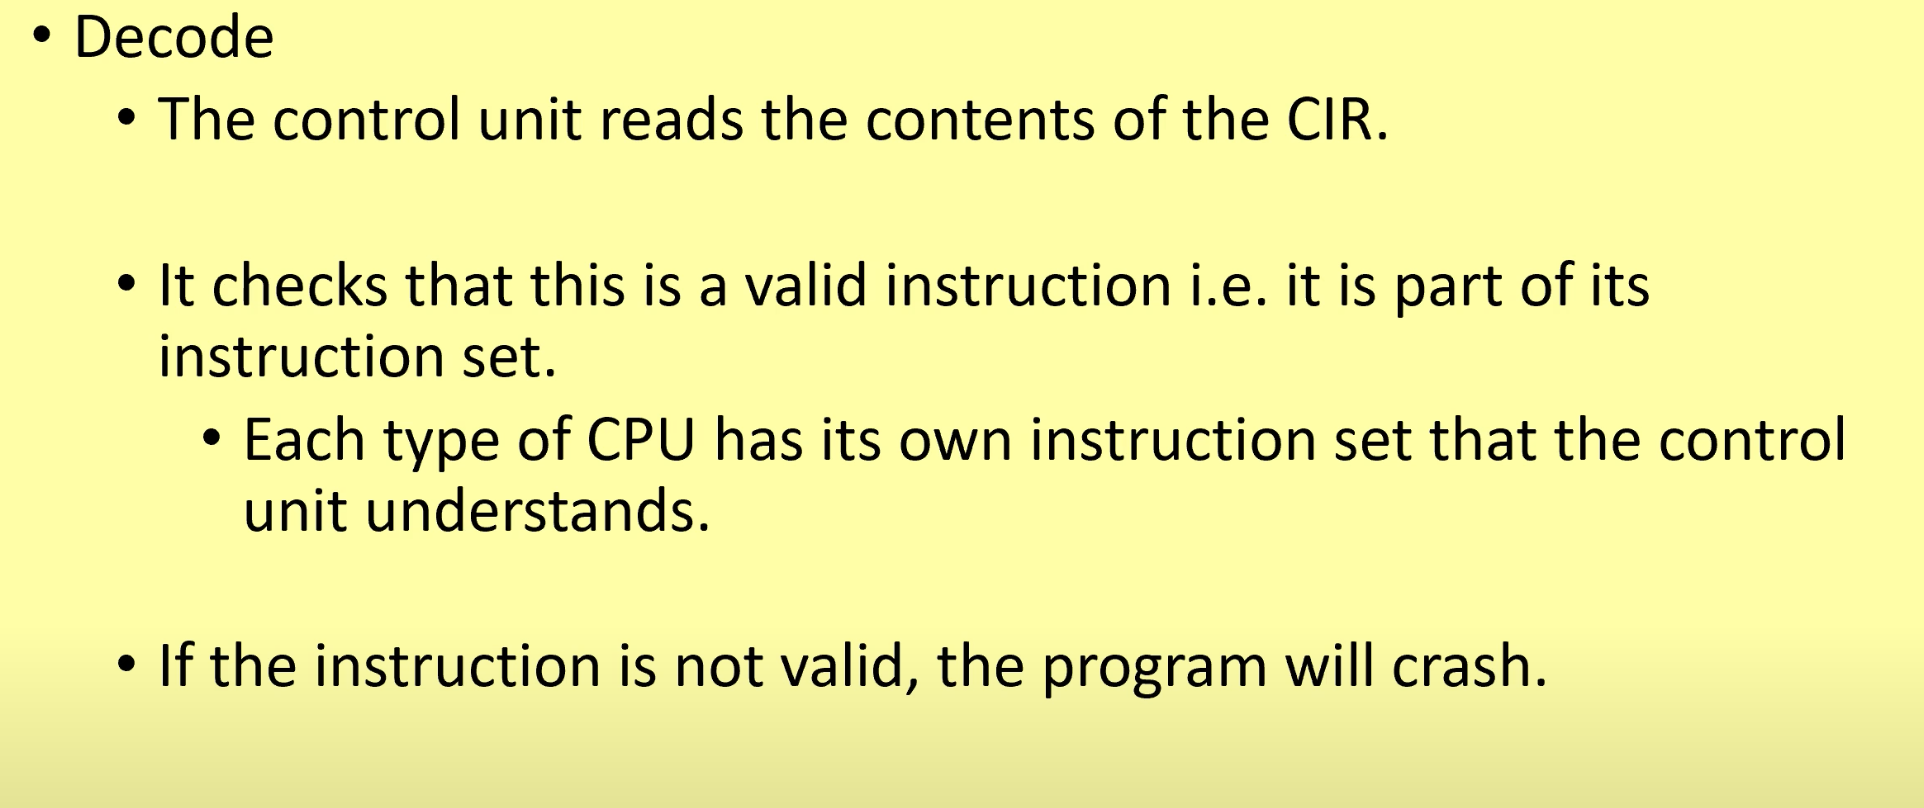 • Decode
• The control unit reads the contents of the CIR.
• It checks that this is a valid instruction i.e. it is part of its
instruction set.
• Each type of CPU has its own instruction set that the control
unit understands.
• If the instruction is not valid, the program will crash.